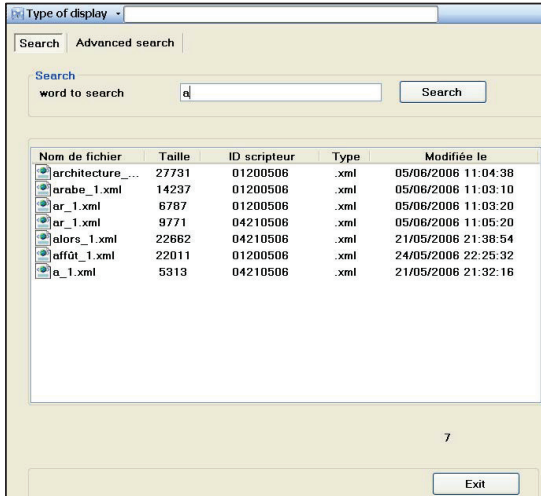 Type of display
Search Advanced search
Search
word to search a Search
Nom de fichier Taille ID scripteur Type Modifiée le
architecture_... 27731 01200506 .xml 05/06/2006 11:04:38
arabe_1.xml 14237 01200506 .xml 05/06/2006 11:03:10
ar_1.xml 6787 01200506 .xml 05/06/2006 11:03:20
ar_1.xml 9771 04210506 .xml 05/06/2006 11:05:20
alors_1.xml 22662 04210506 .xml 21/05/2006 21:38:54
affût_1.xml 22011 01200506 .xml 24/05/2006 22:25:32
a_1.xml 5313 04210506 .xml 21/05/2006 21:32:16
7
Exit